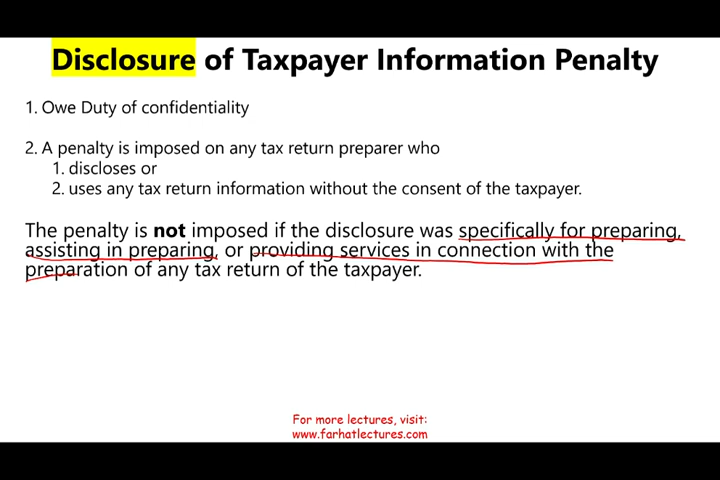 Disclosure of Taxpayer Information Penalty
1. Owe Duty of confidentiality
2. A penalty is imposed on any tax return preparer who
1. discloses or
2. uses any tax return information without the consent of the taxpayer.
The penalty is not imposed if the disclosure was specifically for preparing,
assisting in preparing, or providing services in connection with the
preparation of any tax return of the taxpayer.
For more lectures, visit:
www.farhatlectures.com